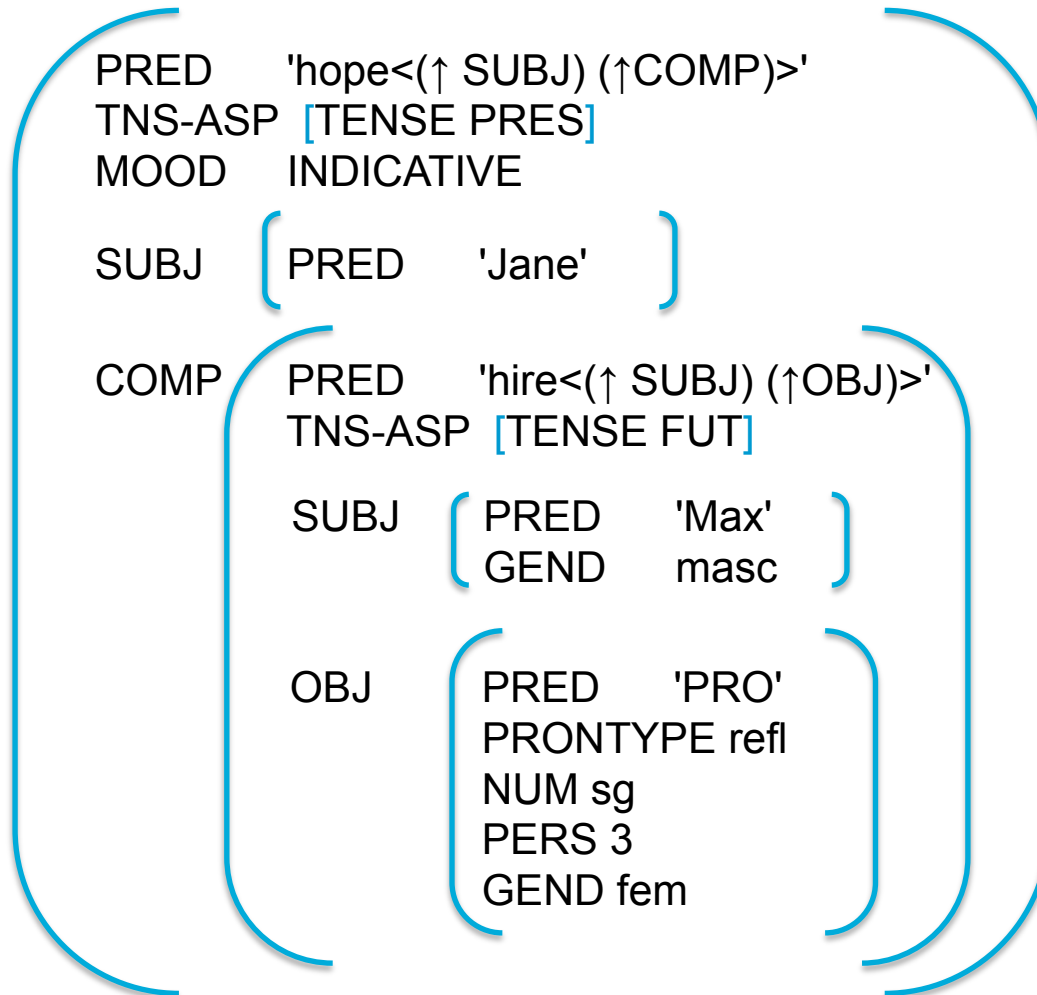 PRED 'hope<(↑ SUBJ) (↑COMP)>'
TNS-ASP [TENSE PRES]
MOOD INDICATIVE
SUBJ PRED 'Jane'
COMP PRED 'hire<(↑ SUBJ) (↑OBJ)>'
TNS-ASP [TENSE FUT]
SUBJ PRED 'Max'
GEND masc
OBJ PRED 'PRO'
PRONTYPE refl
NUM sg
PERS 3
GEND fem